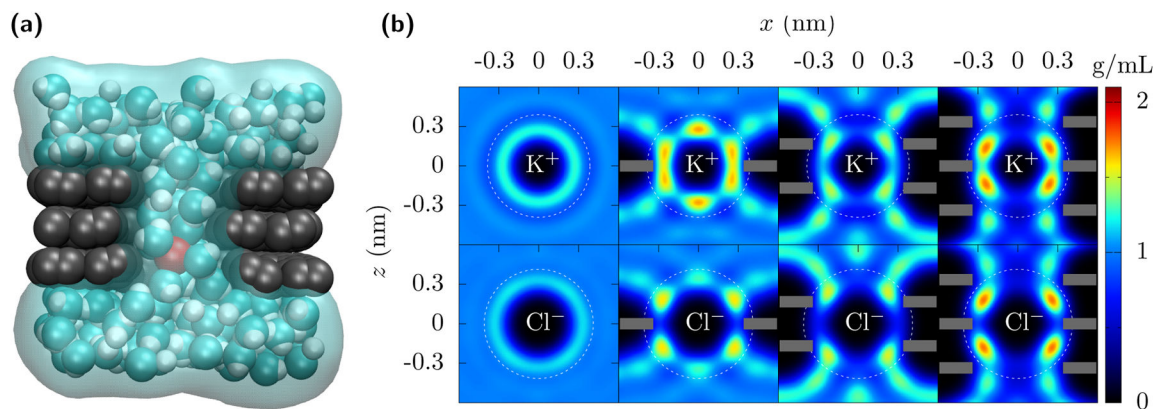 (a)
(b)
x (nm)
-0.3 0 0.3 -0.3 0 0.3 -0.3 0 0.3 -0.3 0 0.3 g/mL
2
0.3
0 K⁺ K⁺ K⁺ K⁺
-0.3
1
z (nm)
0.3
0 Cl⁻ Cl⁻ Cl⁻ Cl⁻
-0.3
0